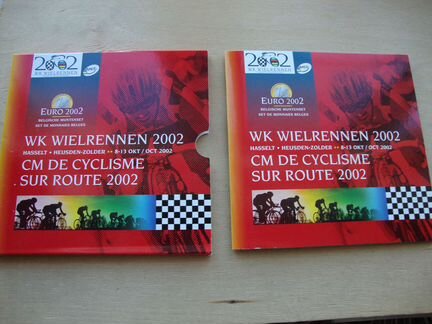 2002
WK WIELRENNEN
EURO 2002
BELGISCHE MUNTENSET
SET DE MONNAIES BELGES
WK WIELRENNEN 2002
HASSELT • HEUSDEN-ZOLDER •• 8-13 OKT / OCT 2002
CM DE CYCLISME
SUR ROUTE 2002
2002
WK WIELRENNEN
EURO 2002
BELGISCHE MUNTENSET
SET DE MONNAIES BELGES
WK WIELRENNEN 2002
HASSELT • HEUSDEN-ZOLDER •• 8-13 OKT / OCT 2002
CM DE CYCLISME
SUR ROUTE 2002